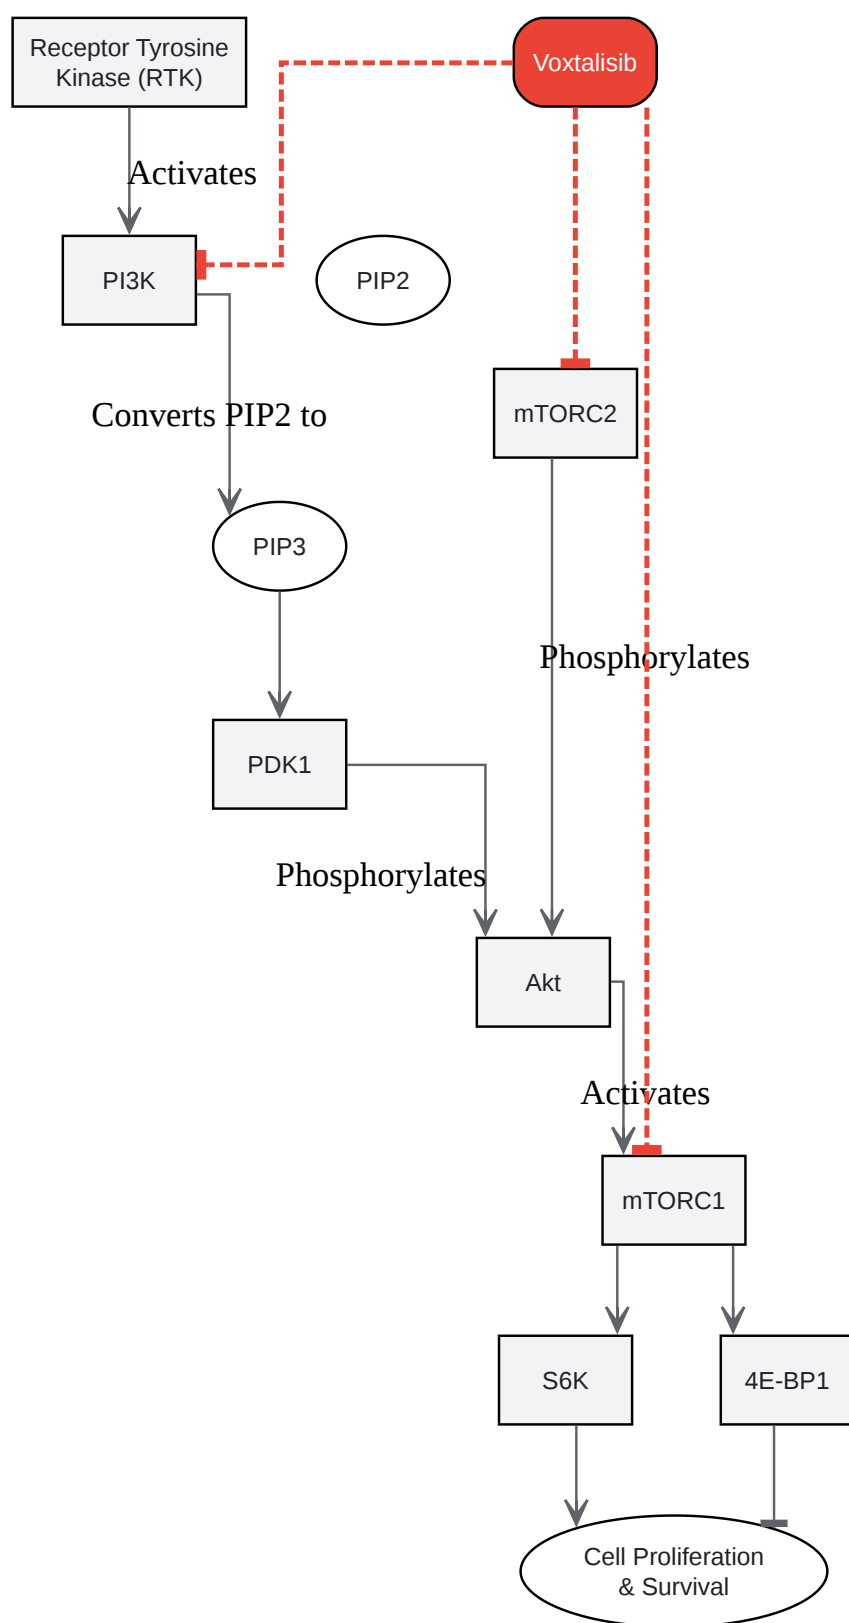 Receptor Tyrosine
Kinase (RTK)
Voxtalisib
Activates
PI3K
PIP2
mTORC2
Converts PIP2 to
PIP3
Phosphorylates
PDK1
Phosphorylates
Akt
Activates
mTORC1
S6K
4E-BP1
Cell Proliferation
& Survival